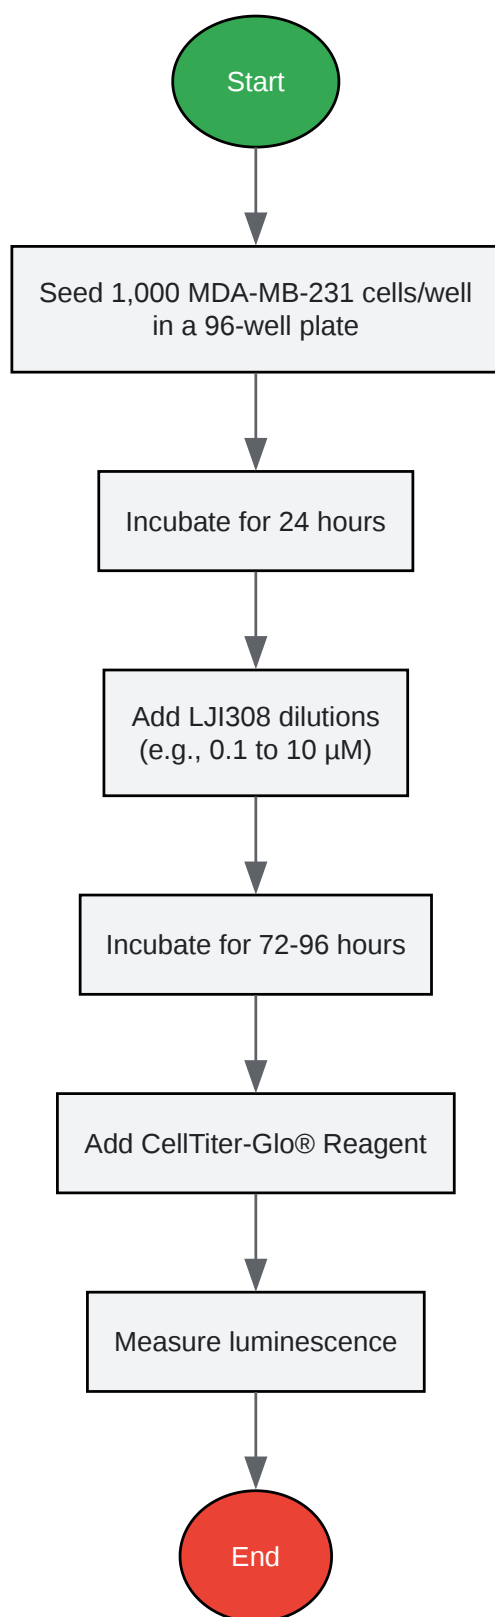 Start
Seed 1,000 MDA-MB-231 cells/well
in a 96-well plate
Incubate for 24 hours
Add LJI308 dilutions
(e.g., 0.1 to 10 µM)
Incubate for 72-96 hours
Add CellTiter-Glo® Reagent
Measure luminescence
End